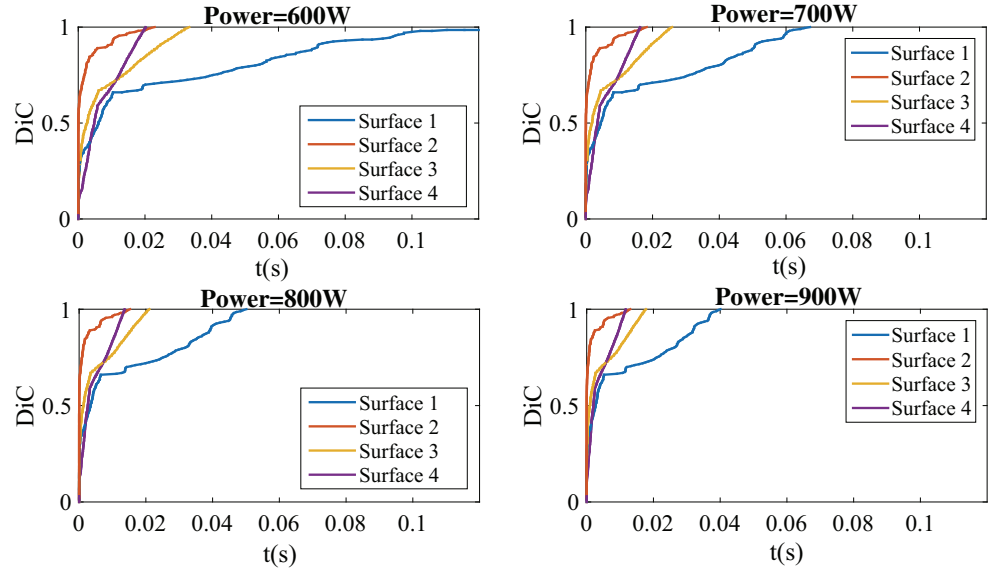 Power=600W
1
0.5
0
DiC
0 0.02 0.04 0.06 0.08 0.1
t(s)
Surface 1
Surface 2
Surface 3
Surface 4
Power=700W
1
0.5
0
DiC
0 0.02 0.04 0.06 0.08 0.1
t(s)
Surface 1
Surface 2
Surface 3
Surface 4
Power=800W
1
0.5
0
DiC
0 0.02 0.04 0.06 0.08 0.1
t(s)
Surface 1
Surface 2
Surface 3
Surface 4
Power=900W
1
0.5
0
DiC
0 0.02 0.04 0.06 0.08 0.1
t(s)
Surface 1
Surface 2
Surface 3
Surface 4